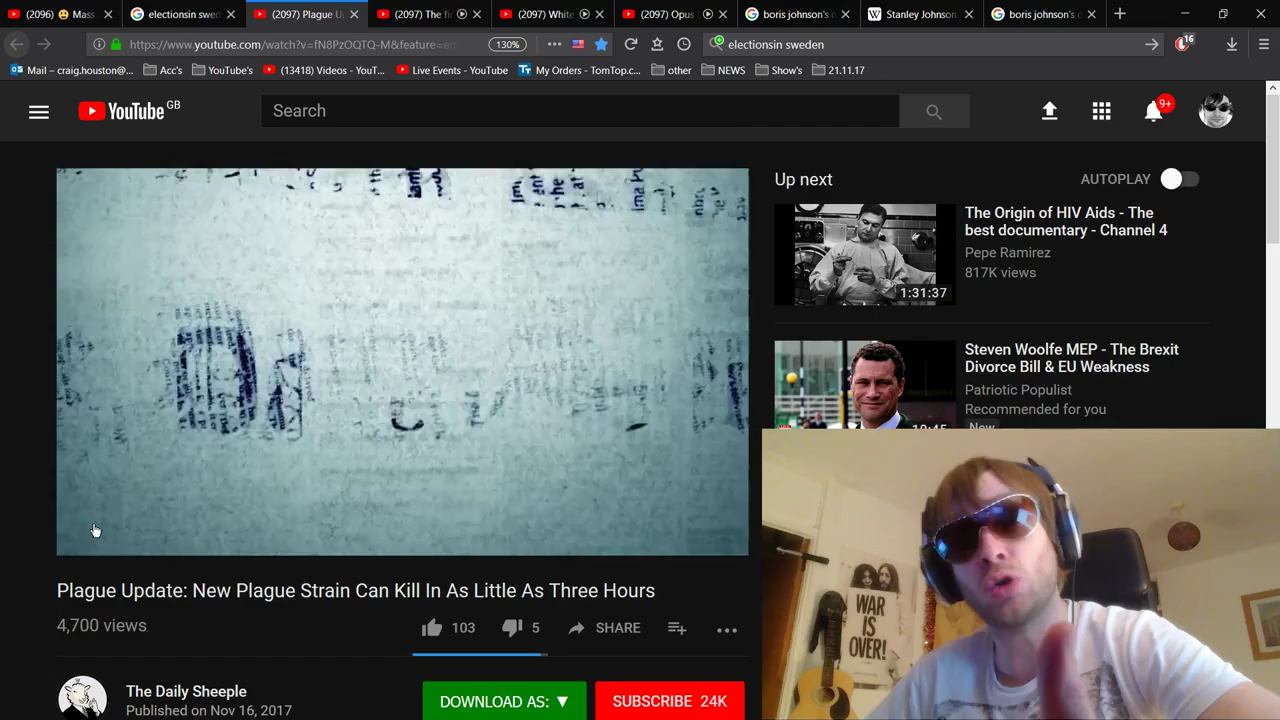 (2096) 😀 Mass
electionsin swed
(2097) Plague U
(2097) The fi
(2097) White
(2097) Opus
boris johnson's c
Stanley Johnson
boris johnson's c
https://www.youtube.com/watch?v=fN8PzOQTQ-M&feature=e
130%
electionsin sweden
16
Mail – craig.houston@...
Acc's
YouTube's
(13418) Videos - YouT...
Live Events - YouTube
My Orders - TomTop.c...
other
NEWS
Show's
21.11.17
YouTube GB
Search
9+
Up next
AUTOPLAY
The Origin of HIV Aids - The
best documentary - Channel 4
Pepe Ramirez
817K views
1:31:37
Steven Woolfe MEP - The Brexit
Divorce Bill & EU Weakness
Patriotic Populist
Recommended for you
New
WAR
IS
OVER!
Plague Update: New Plague Strain Can Kill In As Little As Three Hours
4,700 views
103
5
SHARE
The Daily Sheeple
Published on Nov 16, 2017
DOWNLOAD AS: ▼
SUBSCRIBE 24K